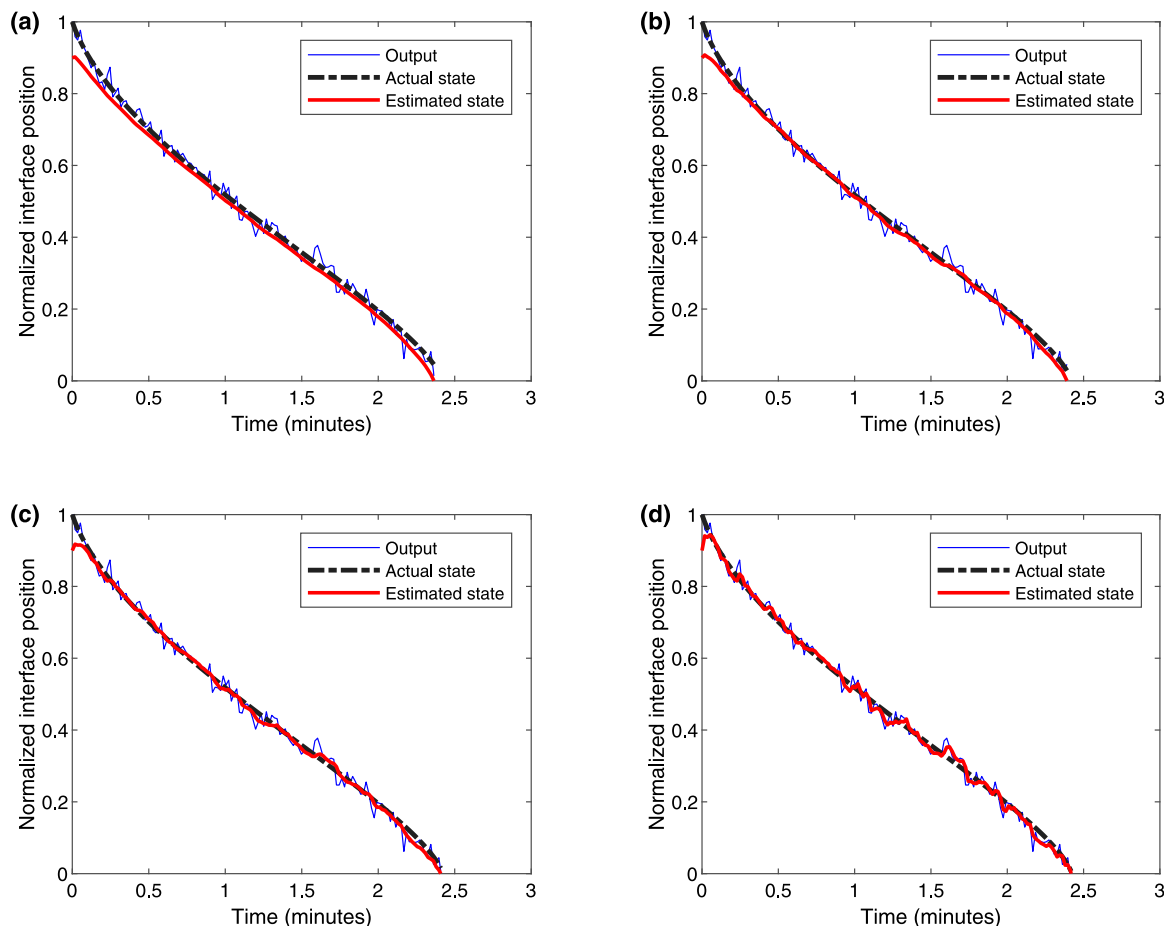 (a)
1
0.8
0.6
0.4
0.2
0
Normalized interface position
Output
Actual state
Estimated state
0 0.5 1 1.5 2 2.5 3
Time (minutes)
(b)
1
0.8
0.6
0.4
0.2
0
Normalized interface position
Output
Actual state
Estimated state
0 0.5 1 1.5 2 2.5 3
Time (minutes)
(c)
1
0.8
0.6
0.4
0.2
0
Normalized interface position
Output
Actual state
Estimated state
0 0.5 1 1.5 2 2.5 3
Time (minutes)
(d)
1
0.8
0.6
0.4
0.2
0
Normalized interface position
Output
Actual state
Estimated state
0 0.5 1 1.5 2 2.5 3
Time (minutes)